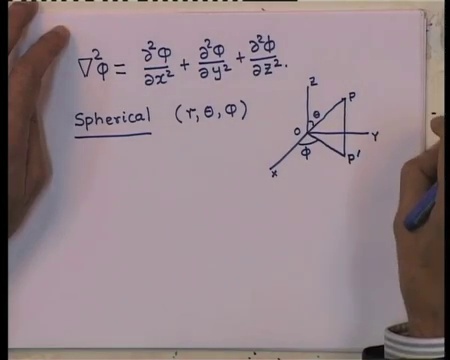 ∇²Φ = ∂²Φ/∂x² + ∂²Φ/∂y² + ∂²Φ/∂z².
Spherical (r, θ, φ)
Z
P
θ
O
Y
φ
P'
X